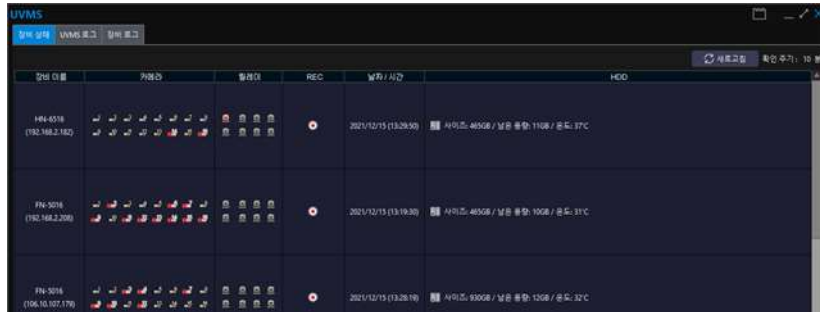 UVMS
장비 상태 UVMS 로그 장비 로그
새로고침 확인 주기: 10 분
장비 이름 카메라 릴레이 REC 날짜 / 시간 HDD
HN-6516
(192.168.2.182)
2021/12/15 (13:29:50) 사이즈: 465GB / 남은 용량: 11GB / 온도: 37℃
FN-5016
(192.168.2.208)
2021/12/15 (13:19:30) 사이즈: 465GB / 남은 용량: 10GB / 온도: 31℃
FN-5016
(106.10.107.179)
2021/12/15 (13:28:19) 사이즈: 930GB / 남은 용량: 12GB / 온도: 32℃